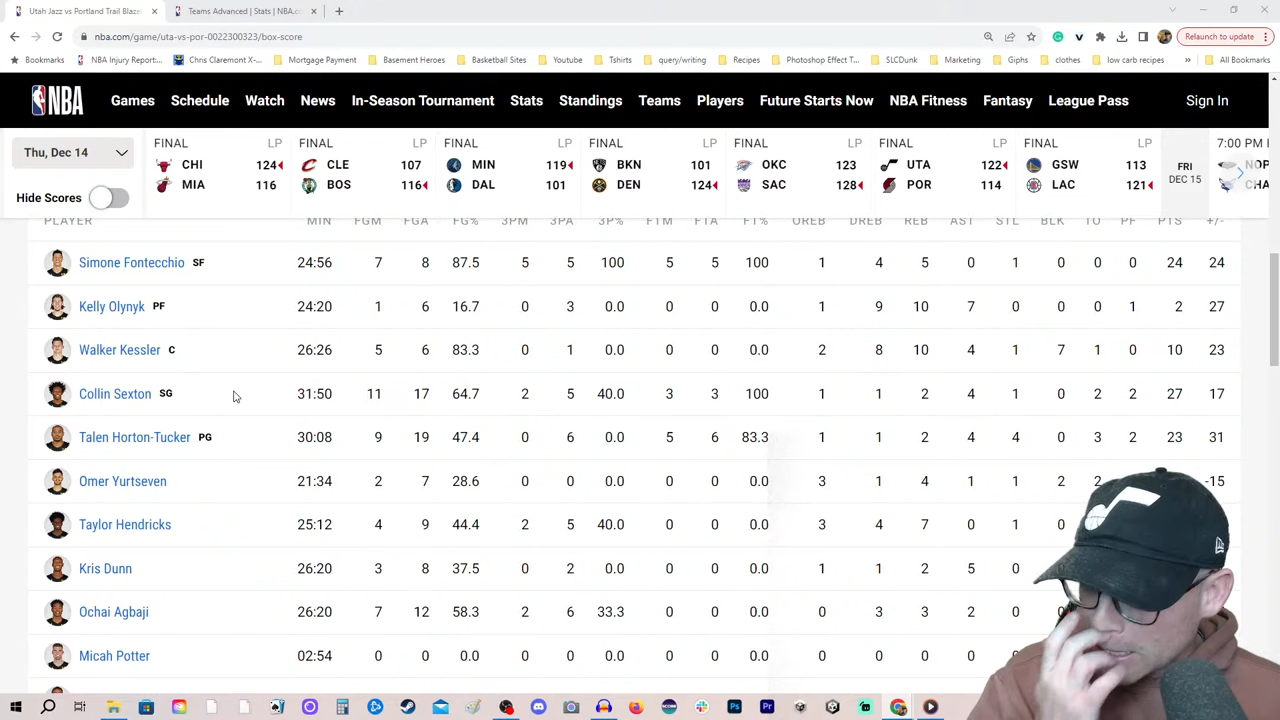 Utah Jazz vs Portland Trail Blaze
Teams Advanced | Stats | NBA.c
nba.com/game/uta-vs-por-0022300323/box-score
Relaunch to update
Bookmarks NBA Injury Report: Chris Claremont X-... Mortgage Payment Basement Heroes Basketball Sites Youtube Tshirts query/writing Recipes Photoshop Effect T... SLCDunk Marketing Giphs clothes low carb recipes » All Bookmarks
NBA Games Schedule Watch News In-Season Tournament Stats Standings Teams Players Future Starts Now NBA Fitness Fantasy League Pass Sign In
Thu, Dec 14
Hide Scores
FINAL LP
CHI 124
MIA 116
FINAL LP
CLE 107
BOS 116
FINAL LP
MIN 119
DAL 101
FINAL LP
BKN 101
DEN 124
FINAL LP
OKC 123
SAC 128
FINAL LP
UTA 122
POR 114
FINAL LP
GSW 113
LAC 121
FRI
DEC 15
7:00 PM
NOP
CHA
PLAYER MIN FGM FGA FG% 3PM 3PA 3P% FTM FTA FT% OREB DREB REB AST STL BLK TO PF PTS +/-
Simone Fontecchio SF 24:56 7 8 87.5 5 5 100 5 5 100 1 4 5 0 1 0 0 0 24 24
Kelly Olynyk PF 24:20 1 6 16.7 0 3 0.0 0 0 0.0 1 9 10 7 0 0 0 1 2 27
Walker Kessler C 26:26 5 6 83.3 0 1 0.0 0 0 0.0 2 8 10 4 1 7 1 0 10 23
Collin Sexton SG 31:50 11 17 64.7 2 5 40.0 3 3 100 1 1 2 4 1 0 2 2 27 17
Talen Horton-Tucker PG 30:08 9 19 47.4 0 6 0.0 5 6 83.3 1 1 2 4 4 0 3 2 23 31
Omer Yurtseven 21:34 2 7 28.6 0 0 0.0 0 0 0.0 3 1 4 1 1 2 2 -15
Taylor Hendricks 25:12 4 9 44.4 2 5 40.0 0 0 0.0 3 4 7 0 1 0
Kris Dunn 26:20 3 8 37.5 0 2 0.0 0 0 0.0 1 1 2 5 0
Ochai Agbaji 26:20 7 12 58.3 2 6 33.3 0 0 0.0 0 3 3 2 0
Micah Potter 02:54 0 0 0.0 0 0 0.0 0 0 0.0 0 0 0 0